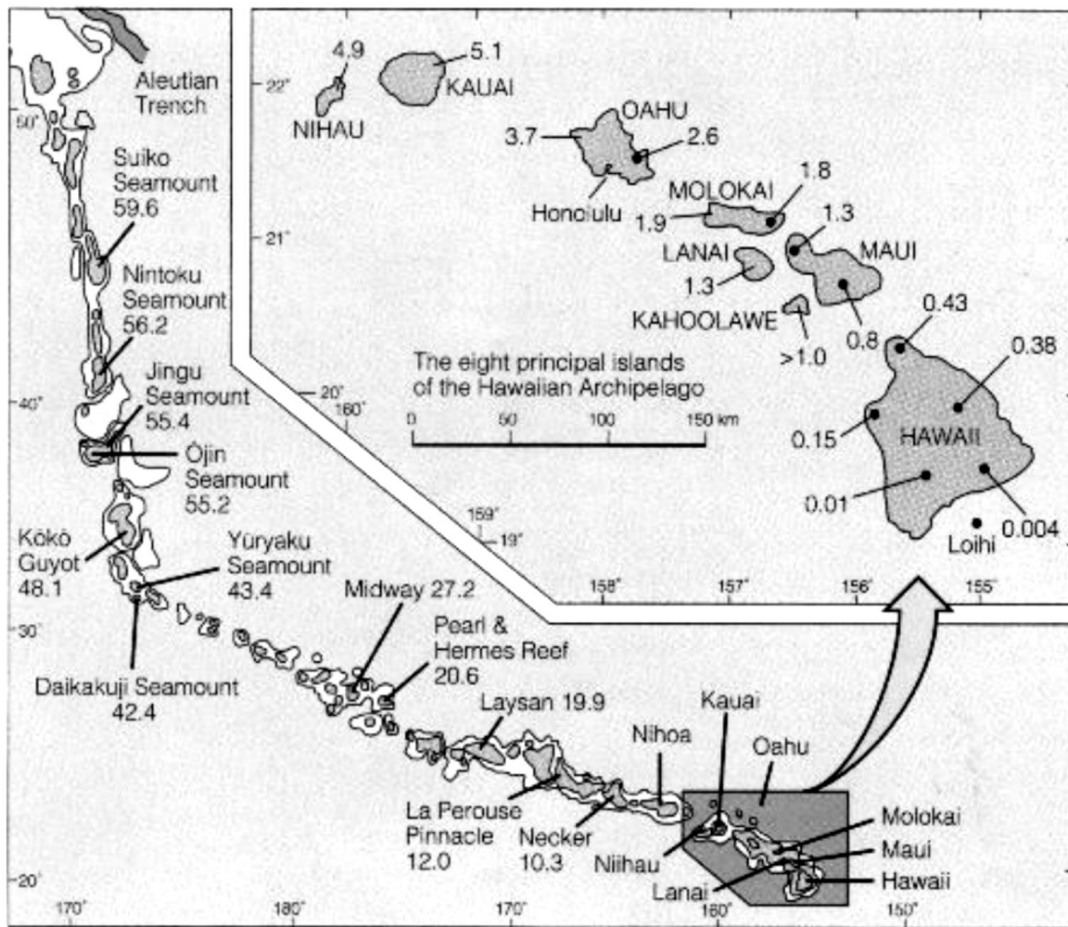 Aleutian
Trench
50°
Suiko
Seamount
59.6
Nintoku
Seamount
56.2
Jingu
Seamount
55.4
40°
Ōjin
Seamount
55.2
Kōkō
Guyot
48.1
Yūryaku
Seamount
43.4
30°
Daikakuji Seamount
42.4
Midway 27.2
Pearl &
Hermes Reef
20.6
Laysan 19.9
La Perouse
Pinnacle
12.0
Necker
10.3
Nihoa
Kauai
Oahu
Niihau
Lanai
Molokai
Maui
Hawaii
20°
170°
180°
170°
160°
150°
4.9
5.1
22°
KAUAI
NIHAU
OAHU
3.7
2.6
Honolulu
MOLOKAI
1.8
1.9
21°
1.3
LANAI
MAUI
1.3
KAHOOLAWE
0.8
>1.0
0.43
0.38
The eight principal islands
of the Hawaiian Archipelago
20°
160°
0 50 100 150 km
0.15
HAWAII
0.01
0.004
Loihi
159°
19°
158°
157°
156°
155°